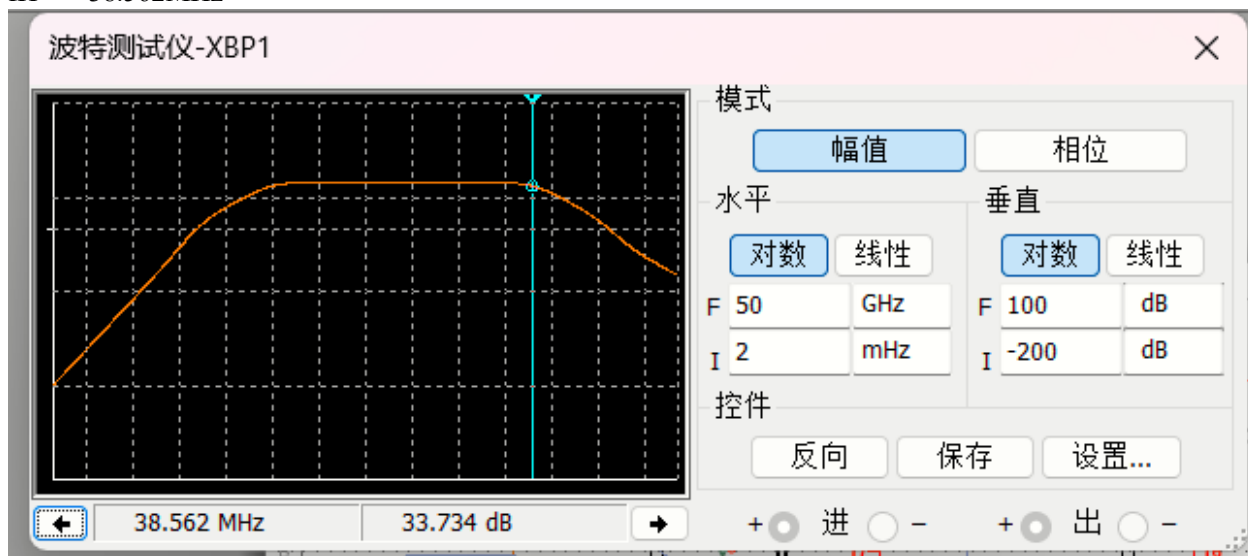 波特测试仪-XBP1
模式
幅值 相位
水平 垂直
对数 线性 对数 线性
F 50 GHz F 100 dB
I 2 mHz I -200 dB
控件
反向 保存 设置...
38.562 MHz 33.734 dB + 进 - + 出 -